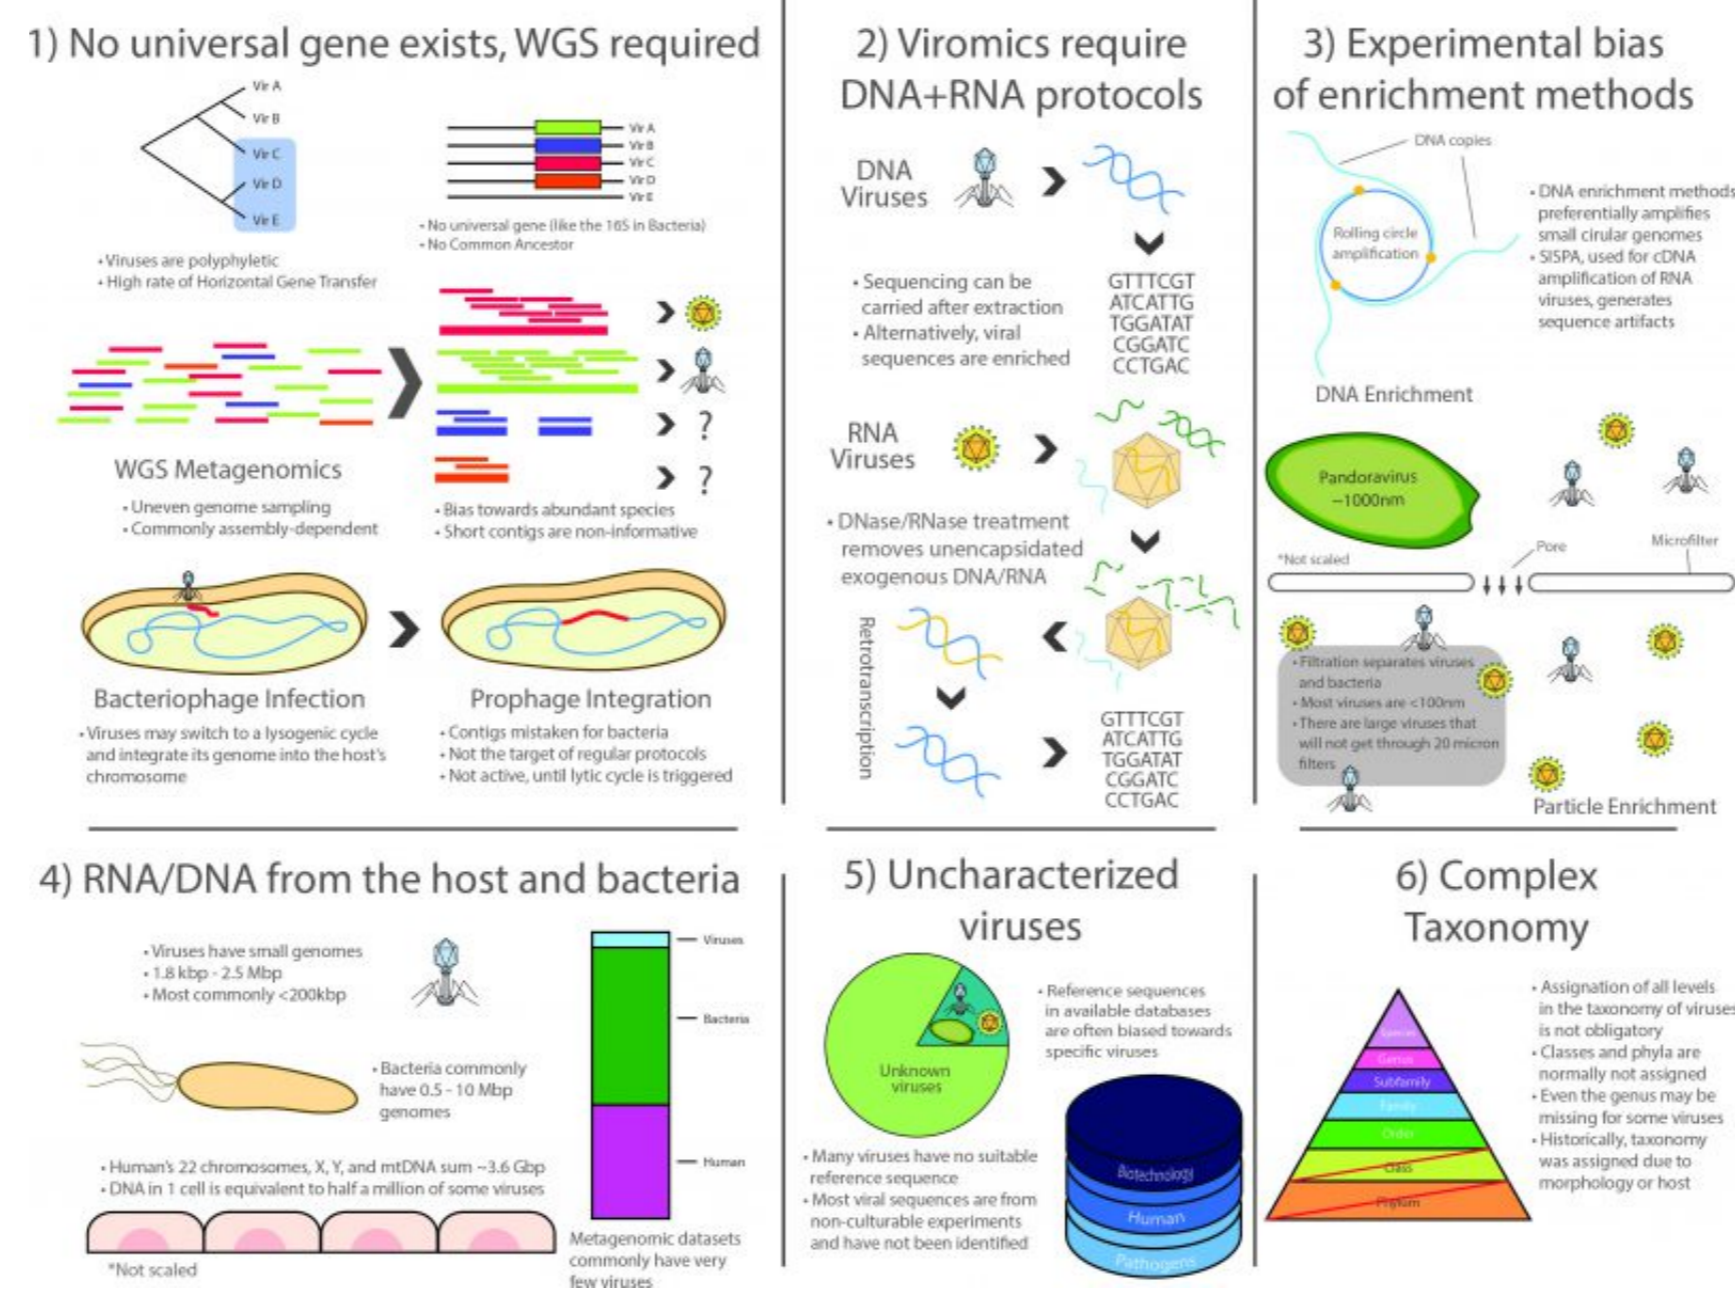 1) No universal gene exists, WGS required
Vir A
Vir B
Vir C
Vir D
Vir E
• Viruses are polyphyletic
• High rate of Horizontal Gene Transfer
Vir A
Vir B
Vir C
Vir D
Vir E
• No universal gene (like the 16S in Bacteria)
• No Common Ancestor
WGS Metagenomics
• Uneven genome sampling
• Commonly assembly-dependent
?
?
• Bias towards abundant species
• Short contigs are non-informative
Bacteriophage Infection
• Viruses may switch to a lysogenic cycle
and integrate its genome into the host's
chromosome
Prophage Integration
• Contigs mistaken for bacteria
• Not the target of regular protocols
• Not active, until lytic cycle is triggered
2) Viromics require
DNA+RNA protocols
DNA
Viruses
• Sequencing can be
carried after extraction
• Alternatively, viral
sequences are enriched
GTTTCGT
ATCATTG
TGGATAT
CGGATC
CCTGAC
RNA
Viruses
• DNase/RNase treatment
removes unencapsidated
exogenous DNA/RNA
Retrotranscription
GTTTCGT
ATCATTG
TGGATAT
CGGATC
CCTGAC
3) Experimental bias
of enrichment methods
DNA copies
Rolling circle
amplification
• DNA enrichment methods
preferentially amplifies
small cirular genomes
• SISPA, used for cDNA
amplification of RNA
viruses, generates
sequence artifacts
DNA Enrichment
Pandoravirus
~1000nm
*Not scaled
Pore
Microfilter
• Filtration separates viruses
and bacteria
• Most viruses are <100nm
• There are large viruses that
will not get through 20 micron
filters
Particle Enrichment
4) RNA/DNA from the host and bacteria
• Viruses have small genomes
• 1.8 kbp - 2.5 Mbp
• Most commonly <200kbp
• Bacteria commonly
have 0.5 - 10 Mbp
genomes
• Human's 22 chromosomes, X, Y, and mtDNA sum ~3.6 Gbp
• DNA in 1 cell is equivalent to half a million of some viruses
*Not scaled
Viruses
Bacteria
Human
Metagenomic datasets
commonly have very
few viruses
5) Uncharacterized
viruses
Unknown
viruses
• Reference sequences
in available databases
are often biased towards
specific viruses
• Many viruses have no suitable
reference sequence
• Most viral sequences are from
non-culturable experiments
and have not been identified
Biotechnology
Human
Pathogens
6) Complex
Taxonomy
Species
Genus
Subfamily
Family
Order
Class
Phylum
• Assignation of all levels
in the taxonomy of viruses
is not obligatory
• Classes and phyla are
normally not assigned
• Even the genus may be
missing for some viruses
• Historically, taxonomy
was assigned due to
morphology or host